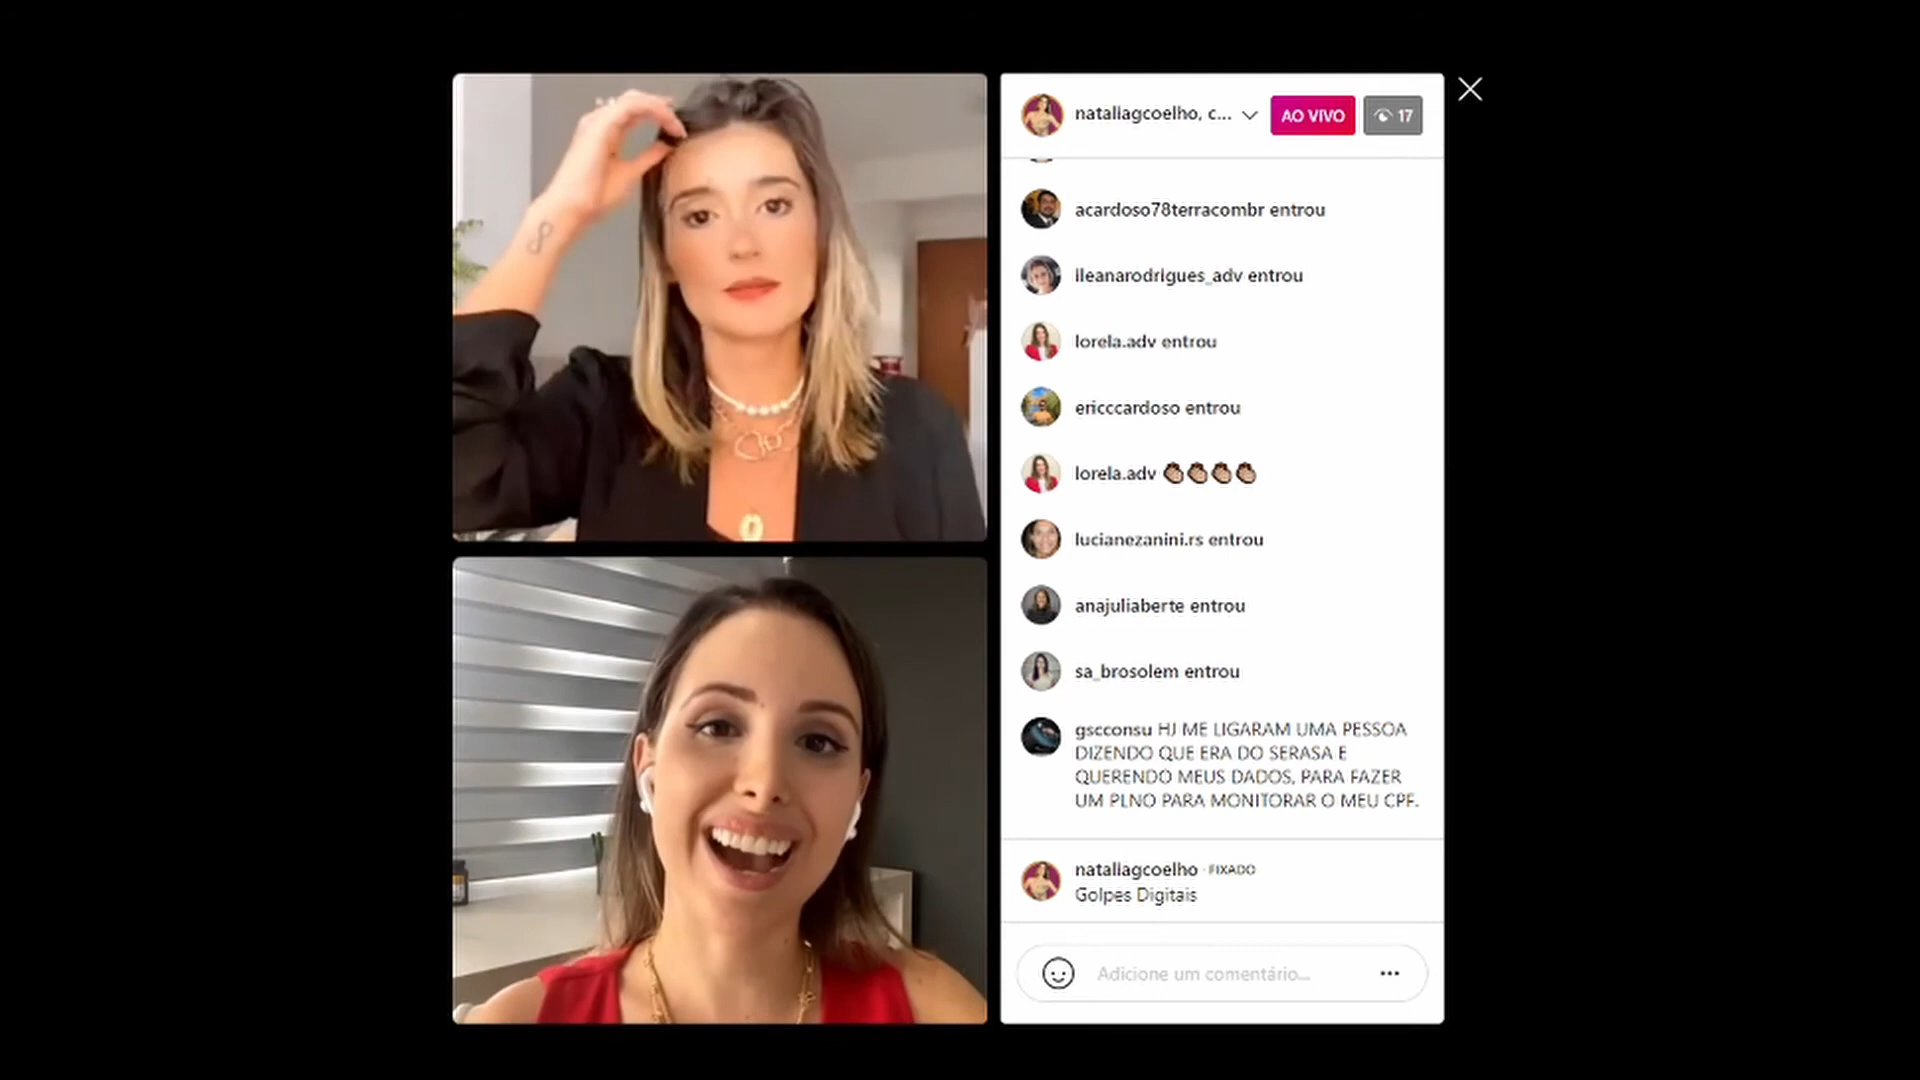 nataliagcoelho, c...
AO VIVO
17
acardoso78terracombr entrou
ileanarodrigues_adv entrou
lorela.adv entrou
ericccardoso entrou
lorela.adv 👏🏼👏🏼👏🏼👏🏼
lucianezanini.rs entrou
anajuliaberte entrou
sa_brosolem entrou
gscconsu HJ ME LIGARAM UMA PESSOA
DIZENDO QUE ERA DO SERASA E
QUERENDO MEUS DADOS, PARA FAZER
UM PLNO PARA MONITORAR O MEU CPF.
nataliagcoelho · FIXADO
Golpes Digitais
Adicione um comentário...